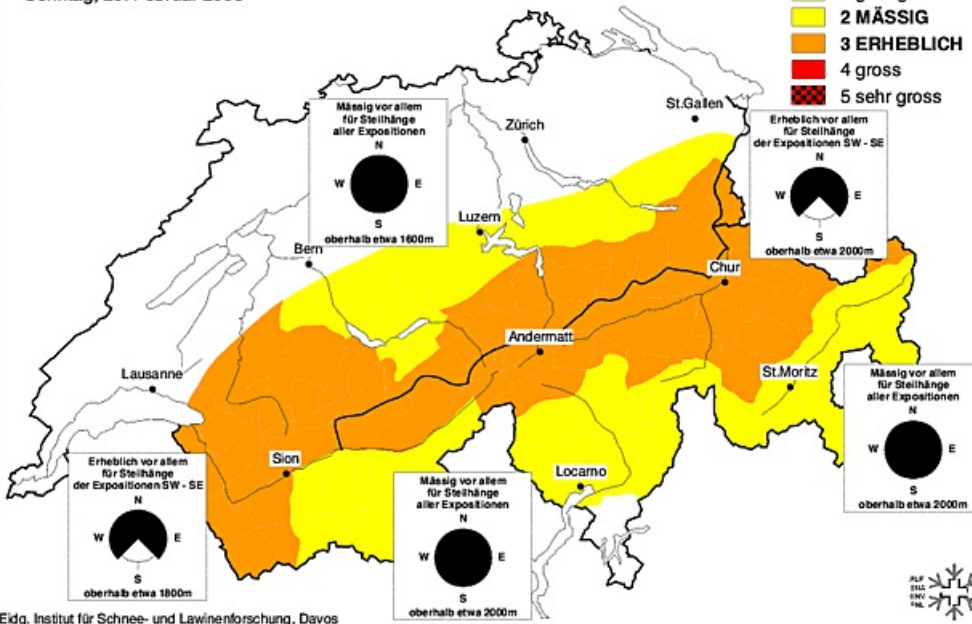 2 MÄSSIG
3 ERHEBLICH
4 gross
5 sehr gross
St.Gallen
Zürich
Mässig vor allem
für Steilhänge
aller Expositionen
N
W E
S
oberhalb etwa 1600m
Erheblich vor allem
für Steilhänge
der Expositionen SW - SE
N
W E
S
oberhalb etwa 2000m
Luzern
Bern
Chur
Andermatt
Lausanne
St.Moritz
Mässig vor allem
für Steilhänge
aller Expositionen
N
W E
S
oberhalb etwa 2000m
Sion
Locarno
Erheblich vor allem
für Steilhänge
der Expositionen SW - SE
N
W E
S
oberhalb etwa 1800m
Mässig vor allem
für Steilhänge
aller Expositionen
N
W E
S
oberhalb etwa 2000m
SLF
Eidg. Institut für Schnee- und Lawinenforschung, Davos